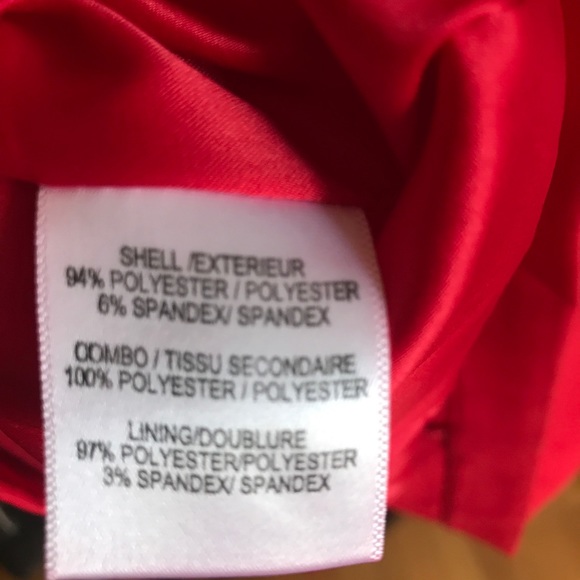 SHELL /EXTERIEUR
94% POLYESTER / POLYESTER
6% SPANDEX/ SPANDEX
COMBO / TISSU SECONDAIRE
100% POLYESTER / POLYESTER
LINING/DOUBLURE
97% POLYESTER/POLYESTER
3% SPANDEX/ SPANDEX